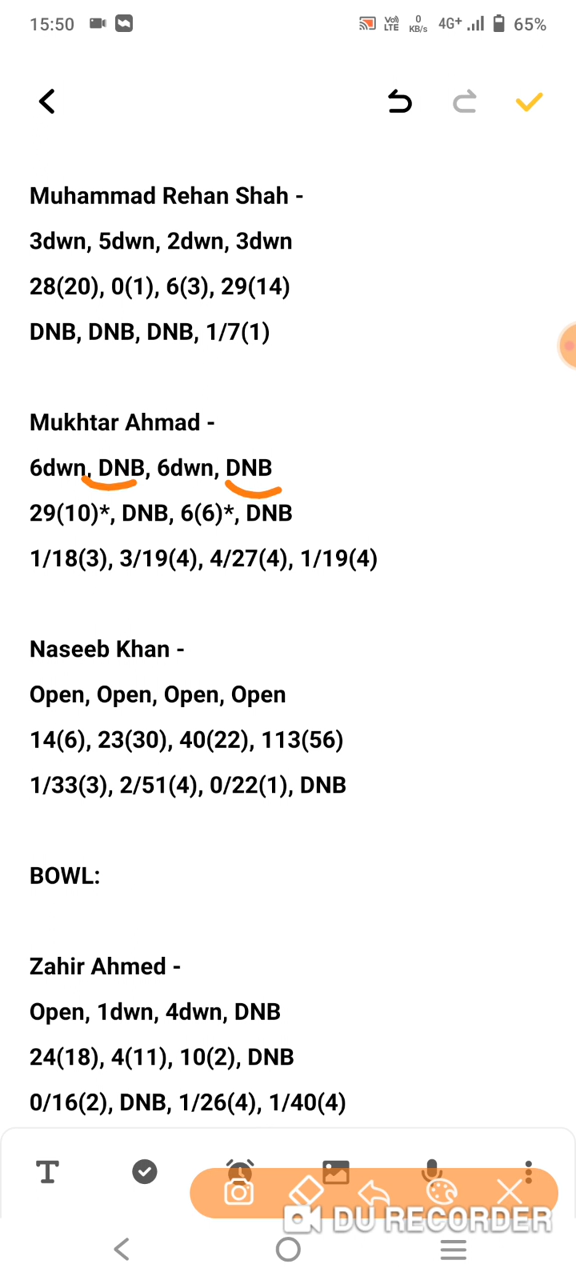 15:50 Vo) LTE 0 KB/s 4G+ 65%
Muhammad Rehan Shah -
3dwn, 5dwn, 2dwn, 3dwn
28(20), 0(1), 6(3), 29(14)
DNB, DNB, DNB, 1/7(1)
Mukhtar Ahmad -
6dwn, DNB, 6dwn, DNB
29(10)*, DNB, 6(6)*, DNB
1/18(3), 3/19(4), 4/27(4), 1/19(4)
Naseeb Khan -
Open, Open, Open, Open
14(6), 23(30), 40(22), 113(56)
1/33(3), 2/51(4), 0/22(1), DNB
BOWL:
Zahir Ahmed -
Open, 1dwn, 4dwn, DNB
24(18), 4(11), 10(2), DNB
0/16(2), DNB, 1/26(4), 1/40(4)
T
DU RECORDER